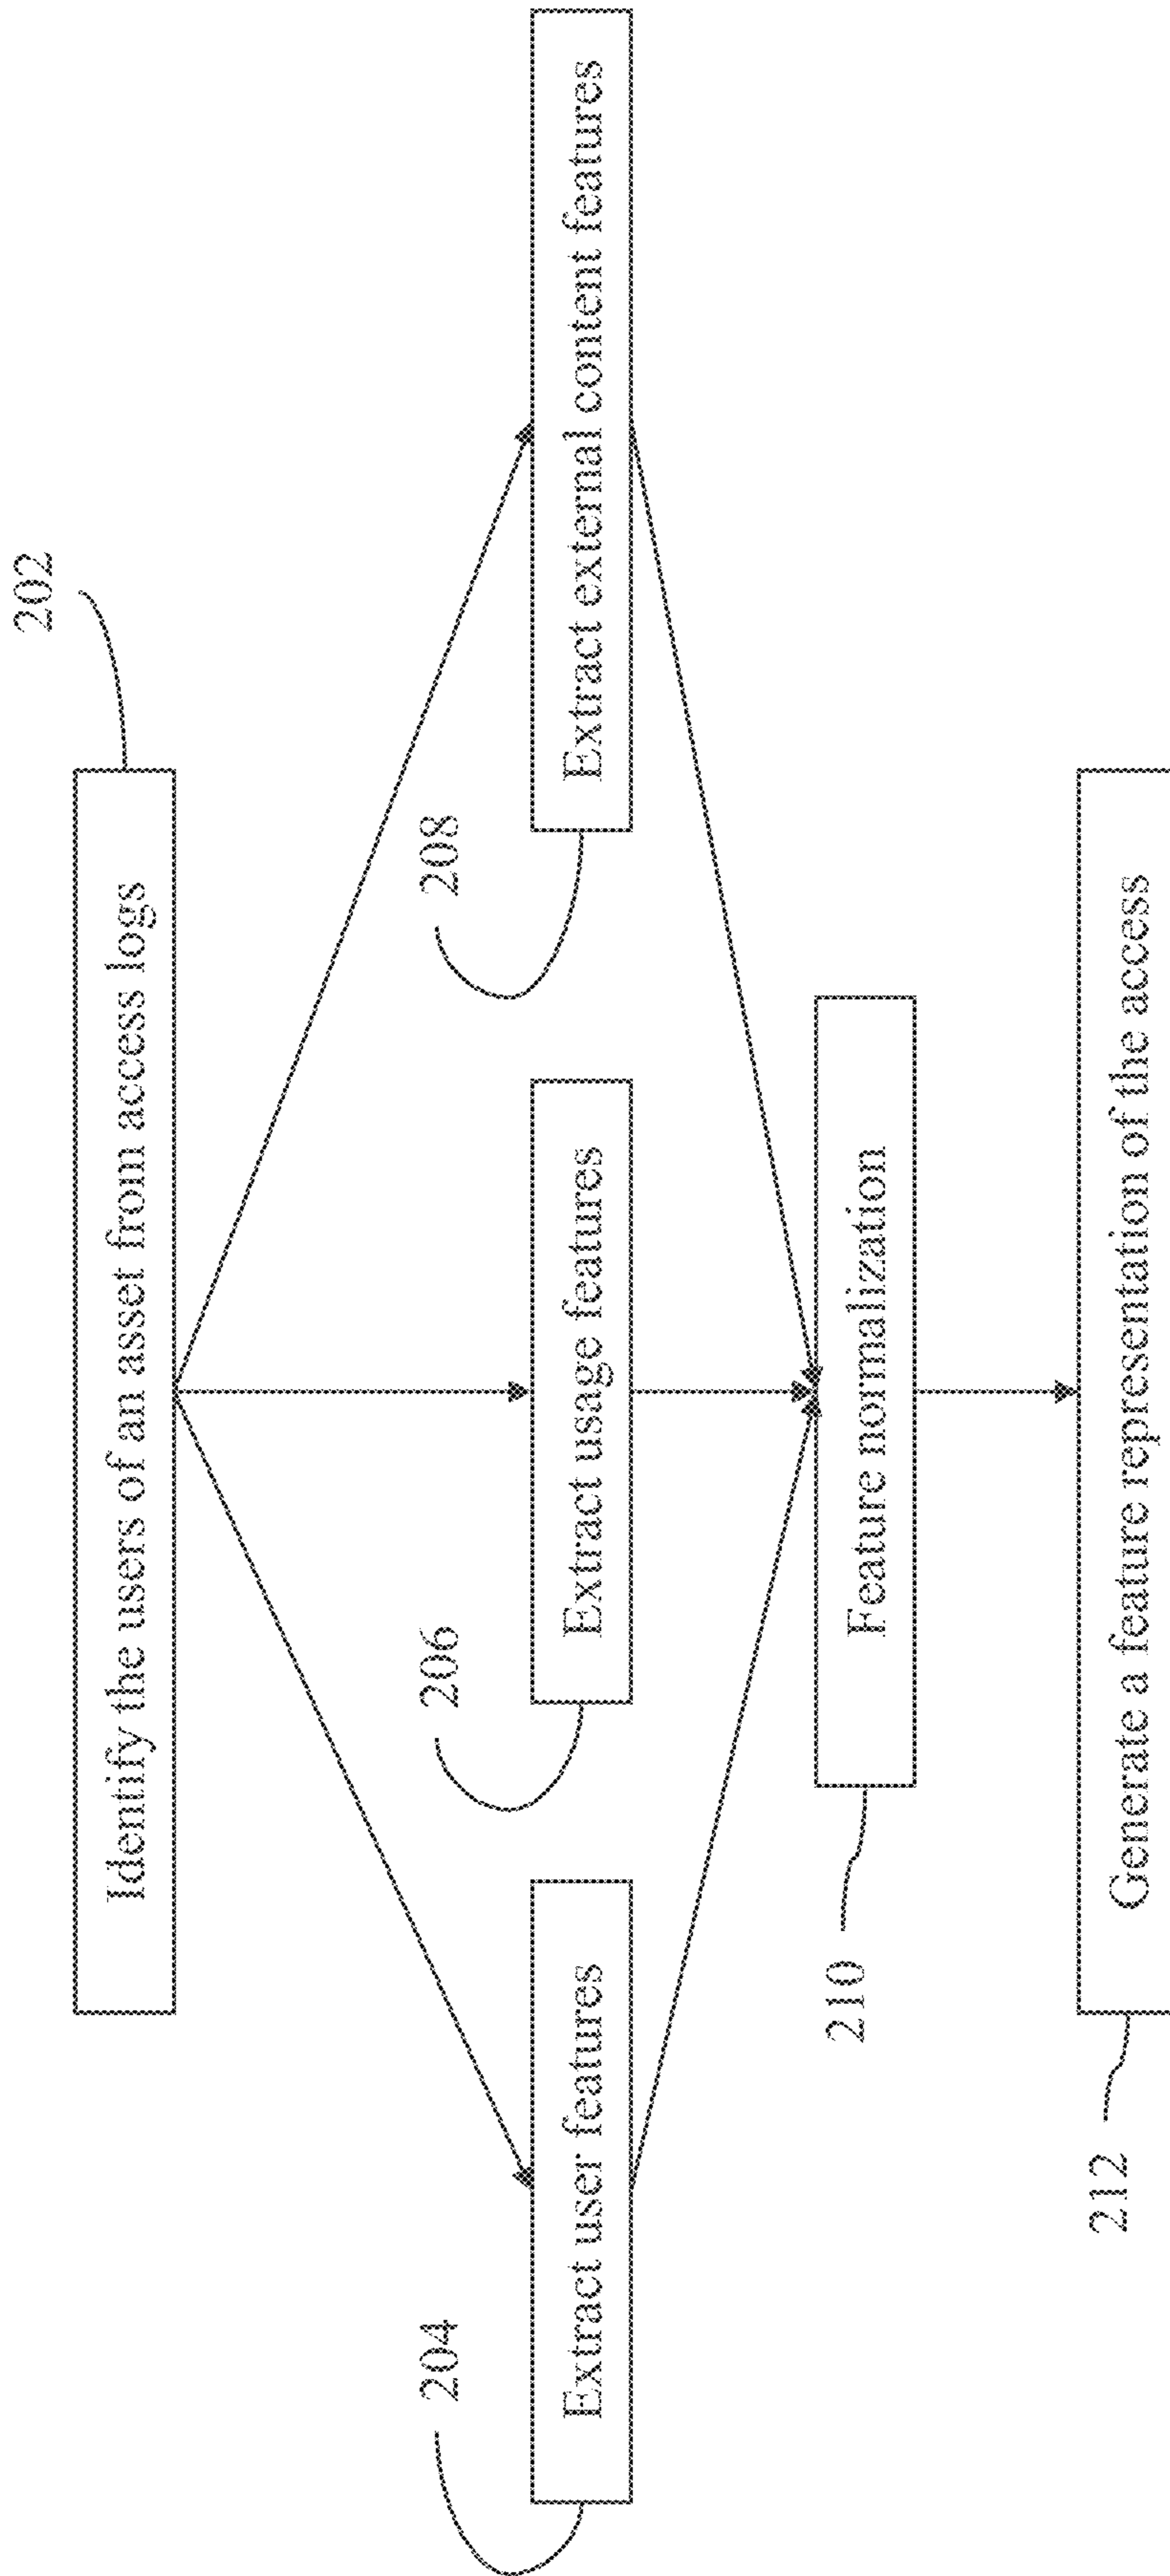 202
Identify the users of an asset from access logs
204
206
208
Extract user features
Extract usage features
Extract external content features
210
Feature normalization
212
Generate a feature representation of the access